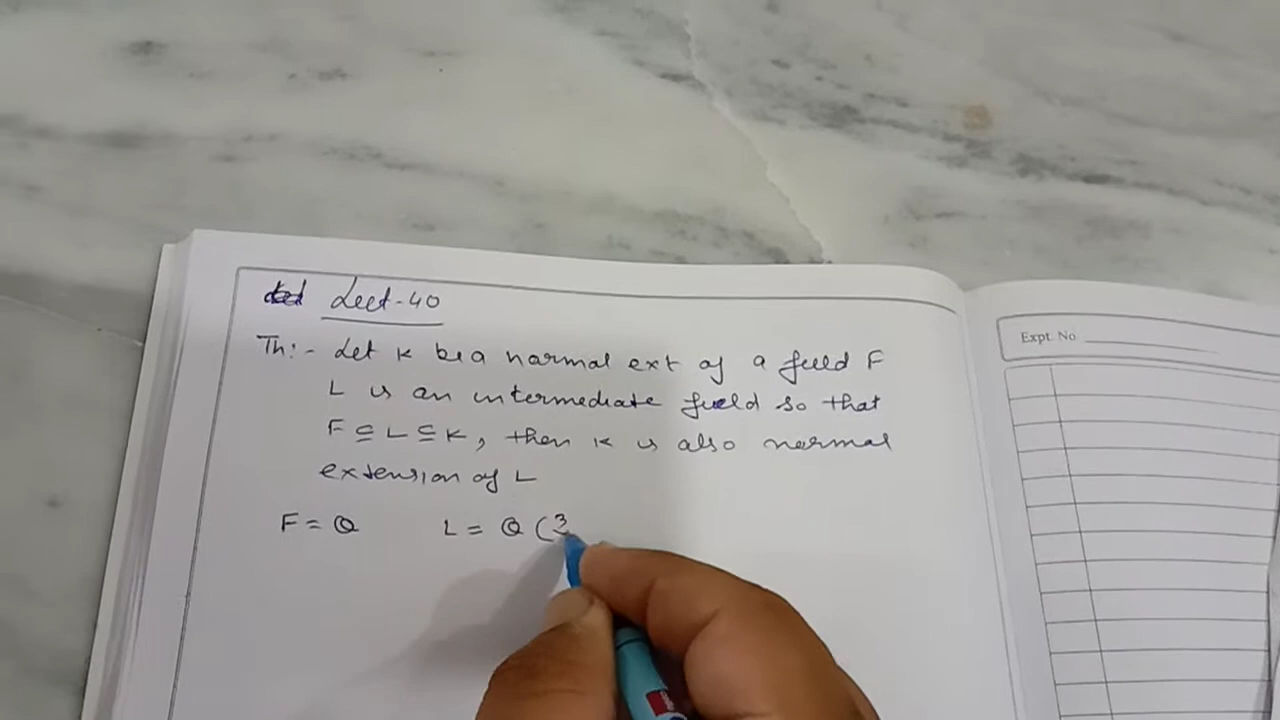 Lect-40
Th:- Let K be a normal ext of a field F
L is an intermediate field so that
F ⊆ L ⊆ K, then K is also normal
extension of L
F = Q L = Q (3
Expt. No